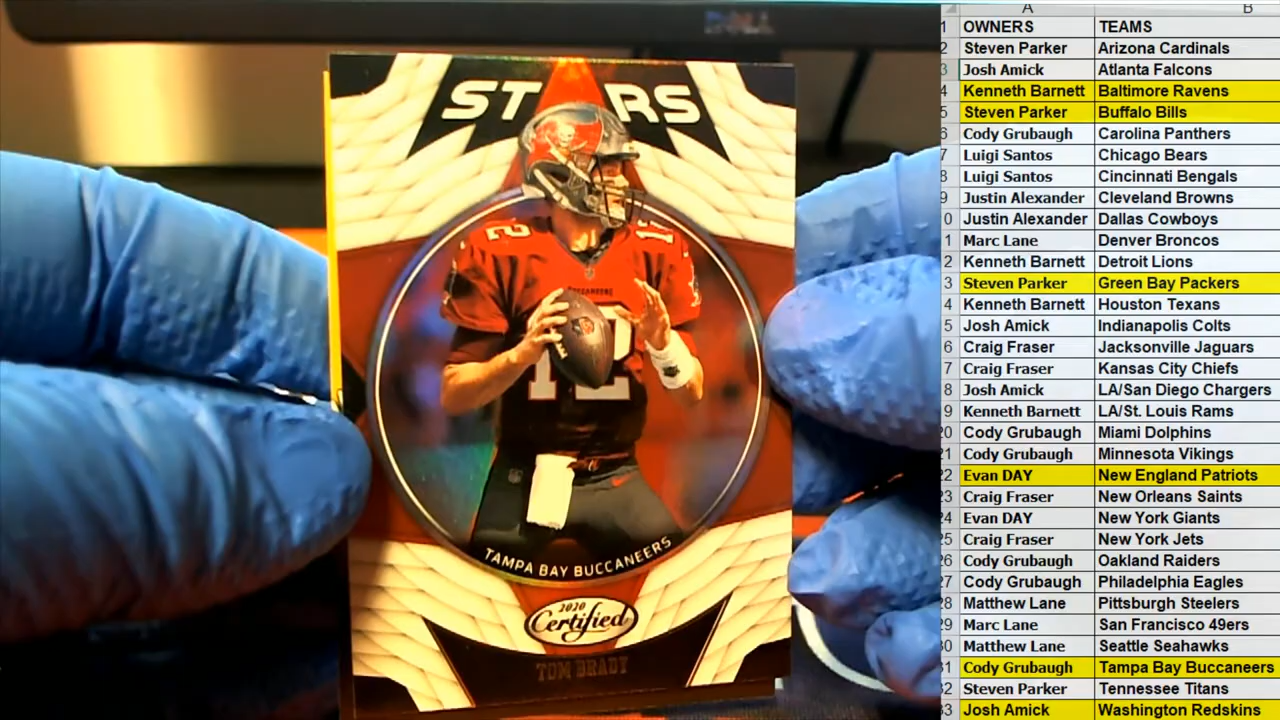 DELL
STARS
12
12
BUCCANEERS
12
TAMPA BAY BUCCANEERS
2020
Certified
TOM BRADY
A B
1 OWNERS TEAMS
2 Steven Parker Arizona Cardinals
3 Josh Amick Atlanta Falcons
4 Kenneth Barnett Baltimore Ravens
5 Steven Parker Buffalo Bills
6 Cody Grubaugh Carolina Panthers
7 Luigi Santos Chicago Bears
8 Luigi Santos Cincinnati Bengals
9 Justin Alexander Cleveland Browns
0 Justin Alexander Dallas Cowboys
1 Marc Lane Denver Broncos
2 Kenneth Barnett Detroit Lions
3 Steven Parker Green Bay Packers
4 Kenneth Barnett Houston Texans
5 Josh Amick Indianapolis Colts
6 Craig Fraser Jacksonville Jaguars
7 Craig Fraser Kansas City Chiefs
8 Josh Amick LA/San Diego Chargers
9 Kenneth Barnett LA/St. Louis Rams
20 Cody Grubaugh Miami Dolphins
21 Cody Grubaugh Minnesota Vikings
22 Evan DAY New England Patriots
23 Craig Fraser New Orleans Saints
24 Evan DAY New York Giants
25 Craig Fraser New York Jets
26 Cody Grubaugh Oakland Raiders
27 Cody Grubaugh Philadelphia Eagles
28 Matthew Lane Pittsburgh Steelers
29 Marc Lane San Francisco 49ers
30 Matthew Lane Seattle Seahawks
31 Cody Grubaugh Tampa Bay Buccaneers
32 Steven Parker Tennessee Titans
33 Josh Amick Washington Redskins